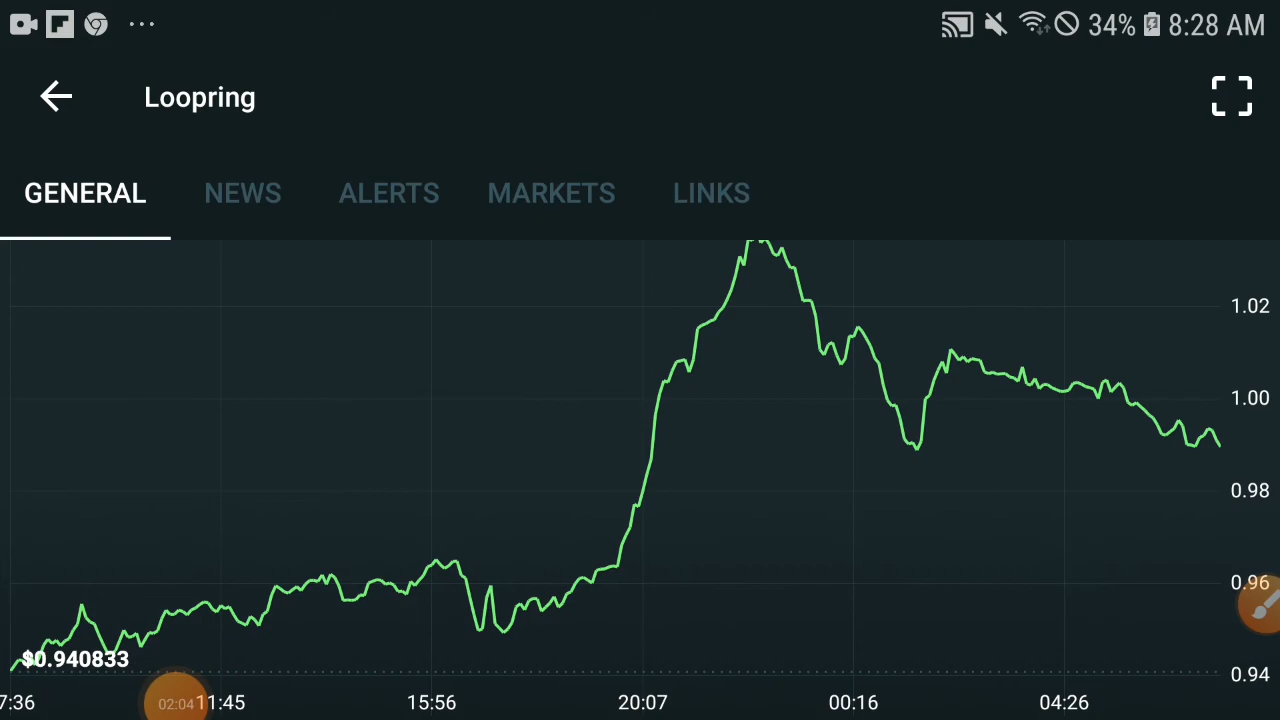 34% 8:28 AM
Loopring
GENERAL NEWS ALERTS MARKETS LINKS
1.02
1.00
0.98
0.96
$0.940833
0.94
7:36 02:04 11:45 15:56 20:07 00:16 04:26